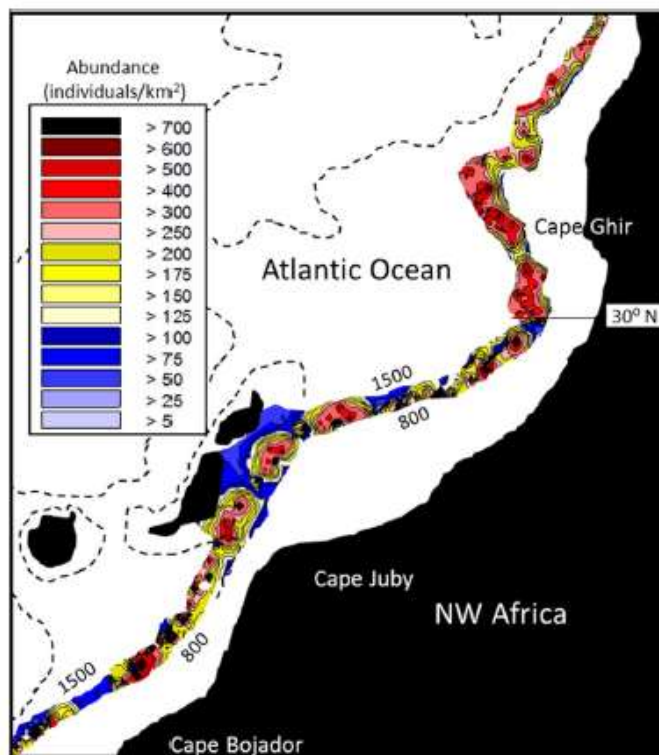 Abundance
(individuals/km²)
> 700
> 600
> 500
> 400
> 300
> 250
> 200
> 175
> 150
> 125
> 100
> 75
> 50
> 25
> 5
Cape Ghir
Atlantic Ocean
30º N
1500
800
Cape Juby
NW Africa
800
1500
Cape Bojador